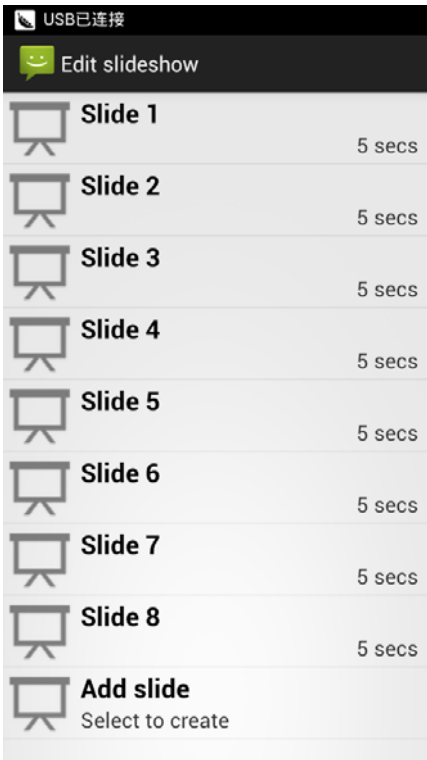 USB已连接
Edit slideshow
Slide 1
5 secs
Slide 2
5 secs
Slide 3
5 secs
Slide 4
5 secs
Slide 5
5 secs
Slide 6
5 secs
Slide 7
5 secs
Slide 8
5 secs
Add slide
Select to create